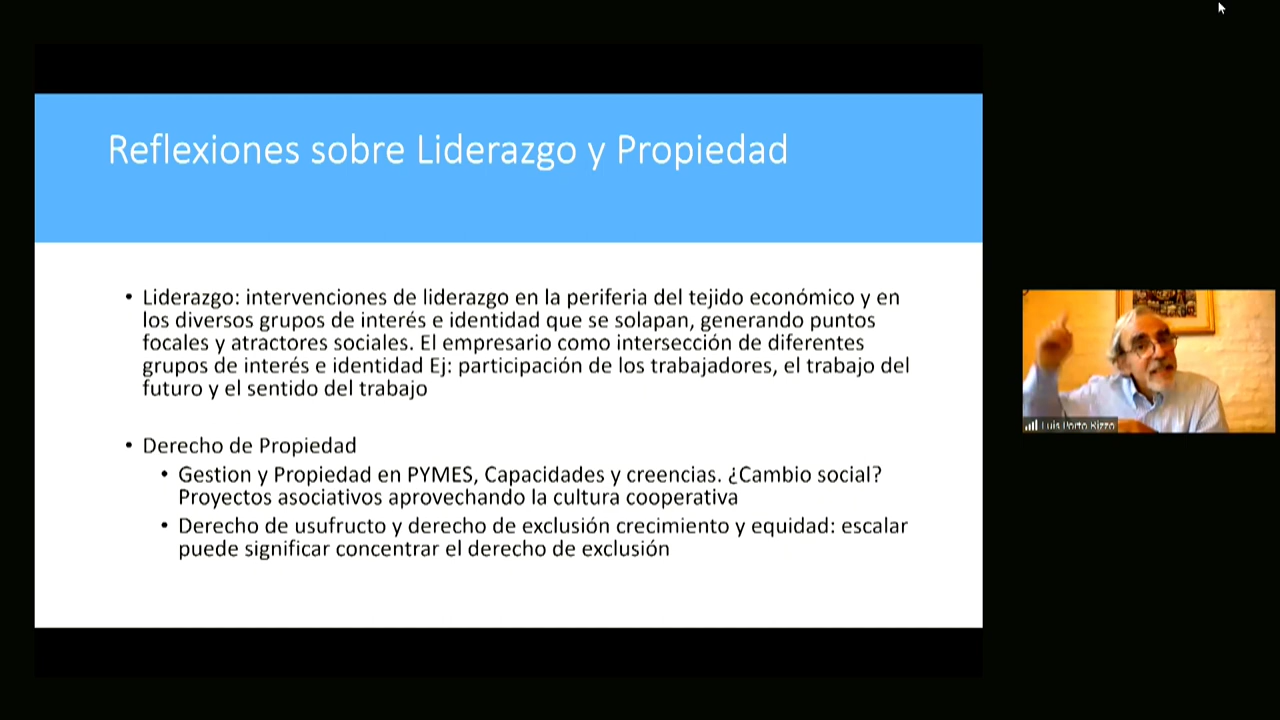 Reflexiones sobre Liderazgo y Propiedad
• Liderazgo: intervenciones de liderazgo en la periferia del tejido económico y en
los diversos grupos de interés e identidad que se solapan, generando puntos
focales y atractores sociales. El empresario como intersección de diferentes
grupos de interés e identidad Ej: participación de los trabajadores, el trabajo del
futuro y el sentido del trabajo
• Derecho de Propiedad
• Gestion y Propiedad en PYMES, Capacidades y creencias. ¿Cambio social?
Proyectos asociativos aprovechando la cultura cooperativa
• Derecho de usufructo y derecho de exclusión crecimiento y equidad: escalar
puede significar concentrar el derecho de exclusión
Luis Porto Rizzo